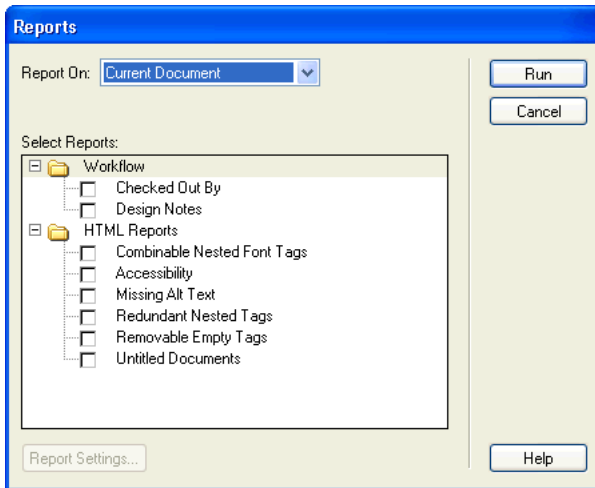 Reports
Report On: Current Document
Run
Cancel
Select Reports:
Workflow
Checked Out By
Design Notes
HTML Reports
Combinable Nested Font Tags
Accessibility
Missing Alt Text
Redundant Nested Tags
Removable Empty Tags
Untitled Documents
Report Settings...
Help